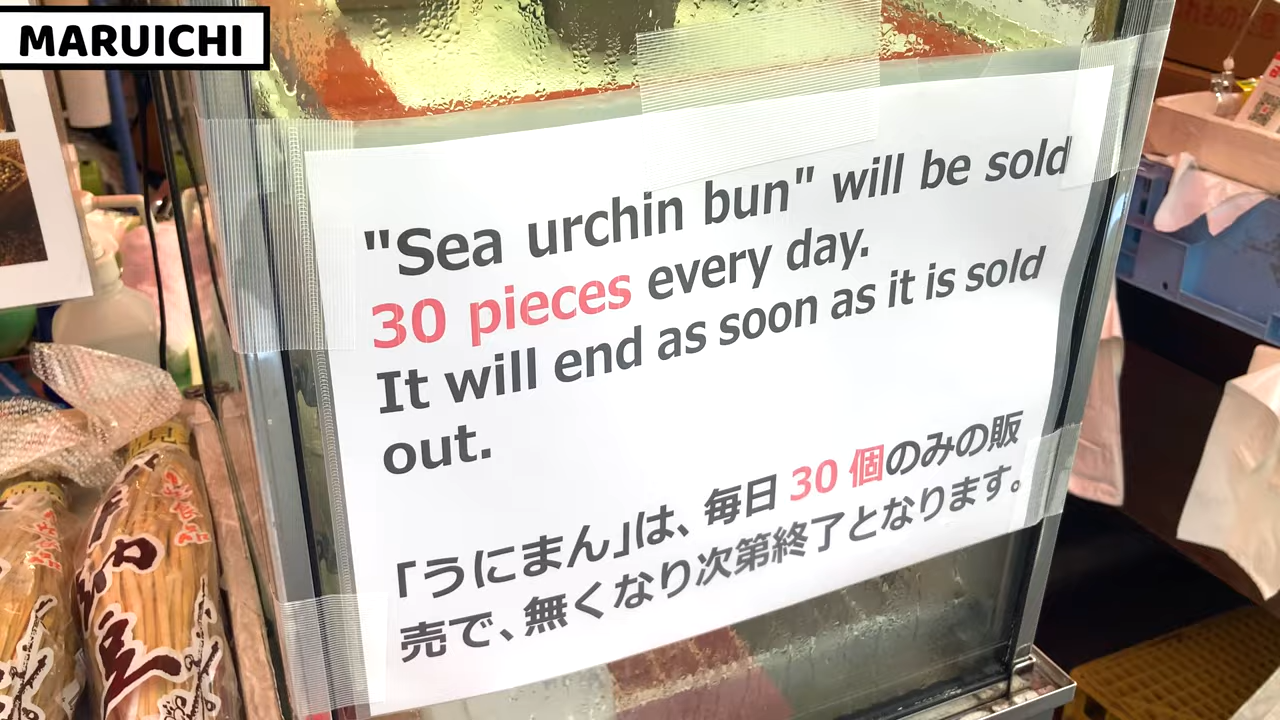 MARUICHI
"Sea urchin bun" will be sold
30 pieces every day.
It will end as soon as it is sold
out.
「うにまん」は、毎日 30 個のみの販
売で、無くなり次第終了となります。